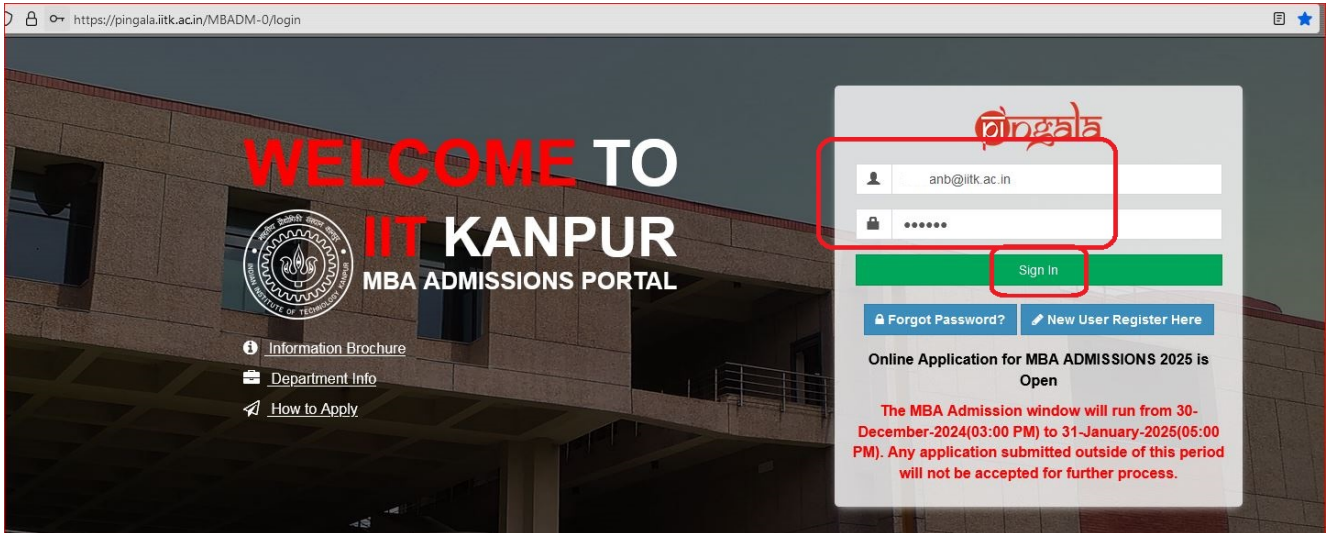 https://pingala.iitk.ac.in/MBADM-0/login
WELCOME TO
IIT KANPUR
MBA ADMISSIONS PORTAL
Information Brochure
Department Info
How to Apply
pingala
anb@iitk.ac.in
••••••
Sign In
Forgot Password?
New User Register Here
Online Application for MBA ADMISSIONS 2025 is
Open
The MBA Admission window will run from 30-
December-2024(03:00 PM) to 31-January-2025(05:00
PM). Any application submitted outside of this period
will not be accepted for further process.